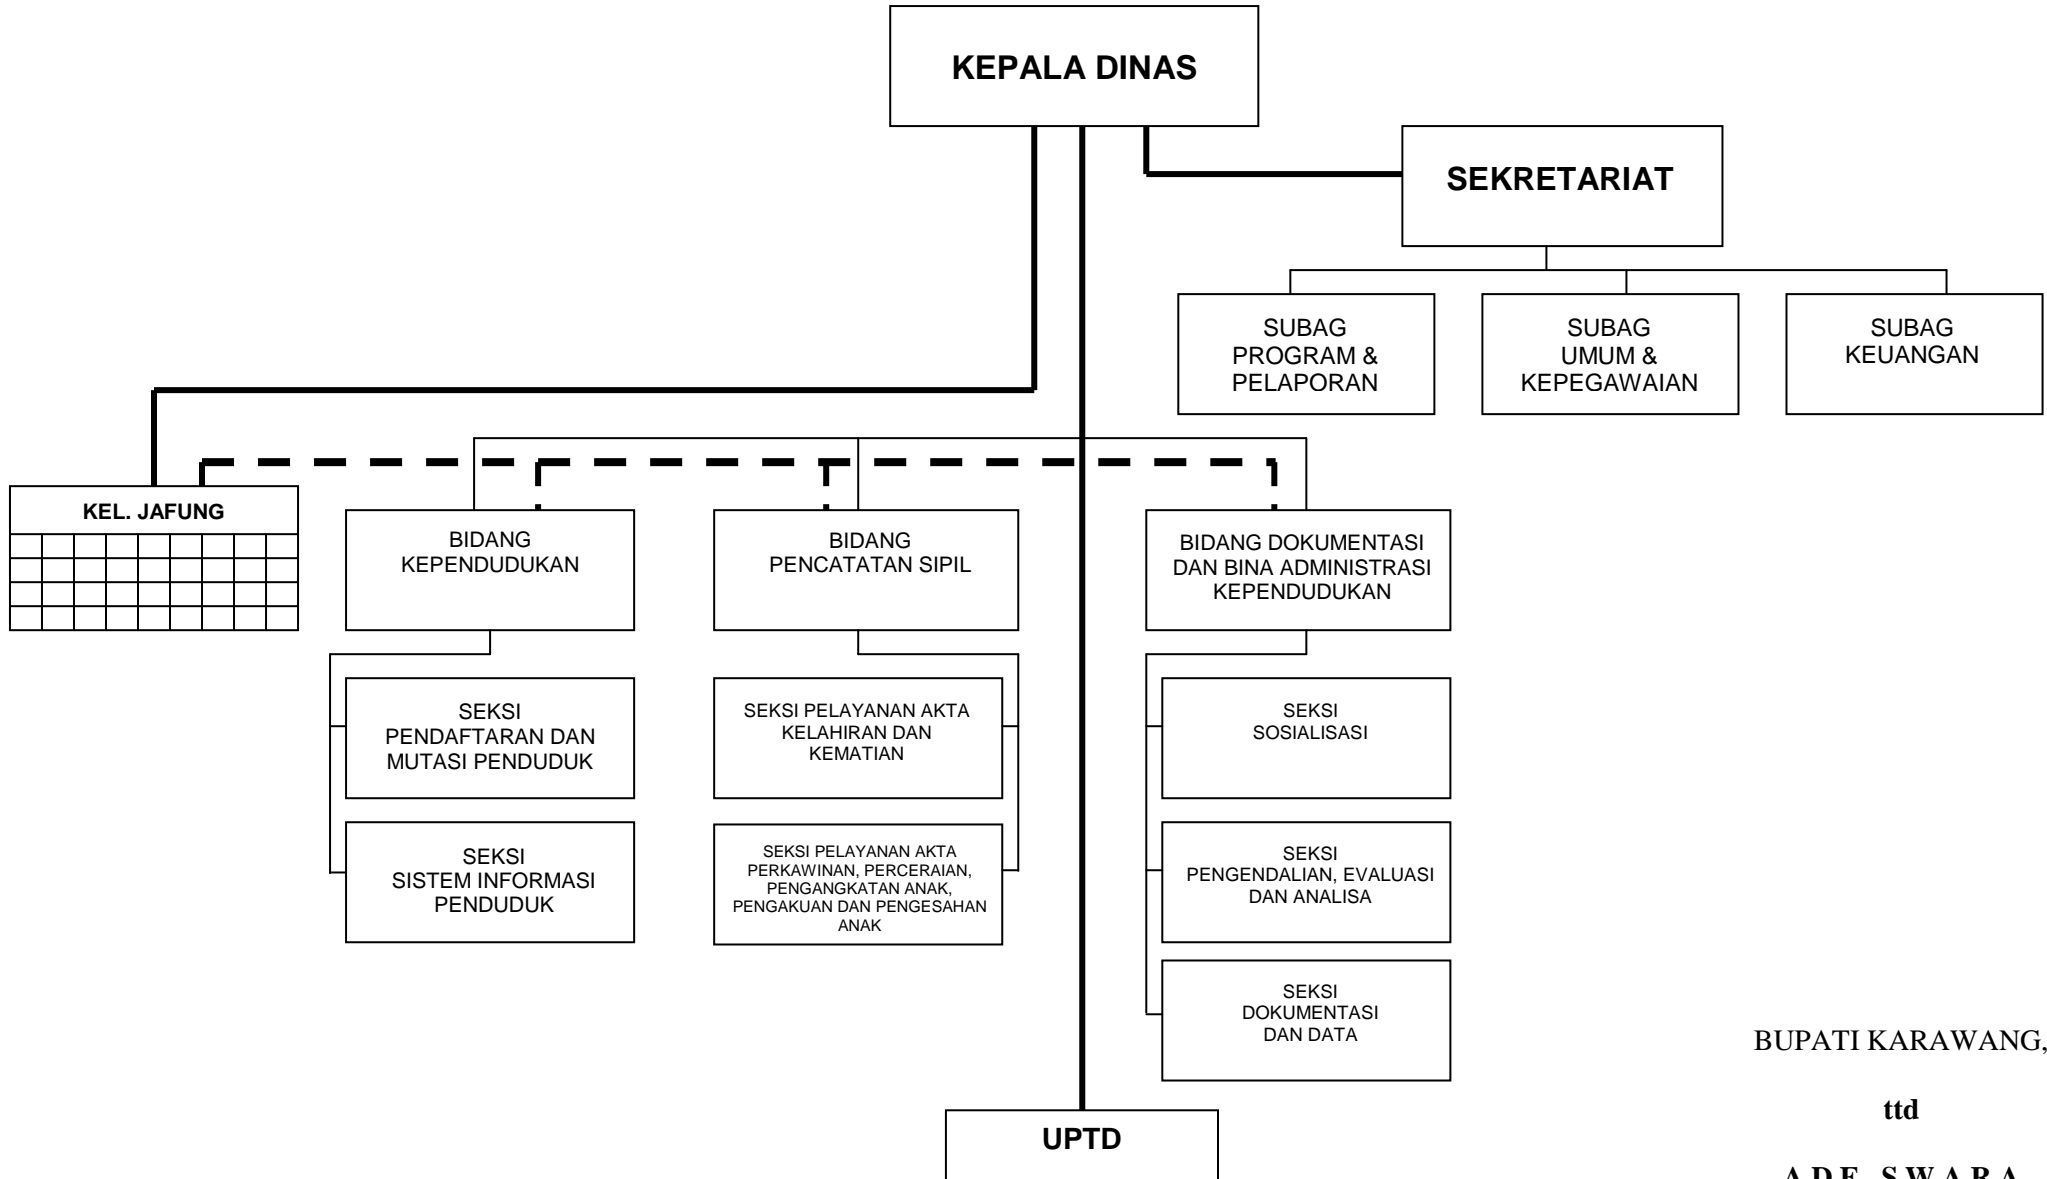 KEPALA DINAS
SEKRETARIAT
SUBAG
PROGRAM &
PELAPORAN
SUBAG
UMUM &
KEPEGAWAIAN
SUBAG
KEUANGAN
KEL. JAFUNG
BIDANG
KEPENDUDUKAN
BIDANG
PENCATATAN SIPIL
BIDANG DOKUMENTASI
DAN BINA ADMINISTRASI
KEPENDUDUKAN
SEKSI
PENDAFTARAN DAN
MUTASI PENDUDUK
SEKSI PELAYANAN AKTA
KELAHIRAN DAN
KEMATIAN
SEKSI
SOSIALISASI
SEKSI
SISTEM INFORMASI
PENDUDUK
SEKSI PELAYANAN AKTA
PERKAWINAN, PERCERAIAN,
PENGANGKATAN ANAK,
PENGAKUAN DAN PENGESAHAN
ANAK
SEKSI
PENGENDALIAN, EVALUASI
DAN ANALISA
SEKSI
DOKUMENTASI
DAN DATA
UPTD
BUPATI KARAWANG,
ttd
ADE SWARA